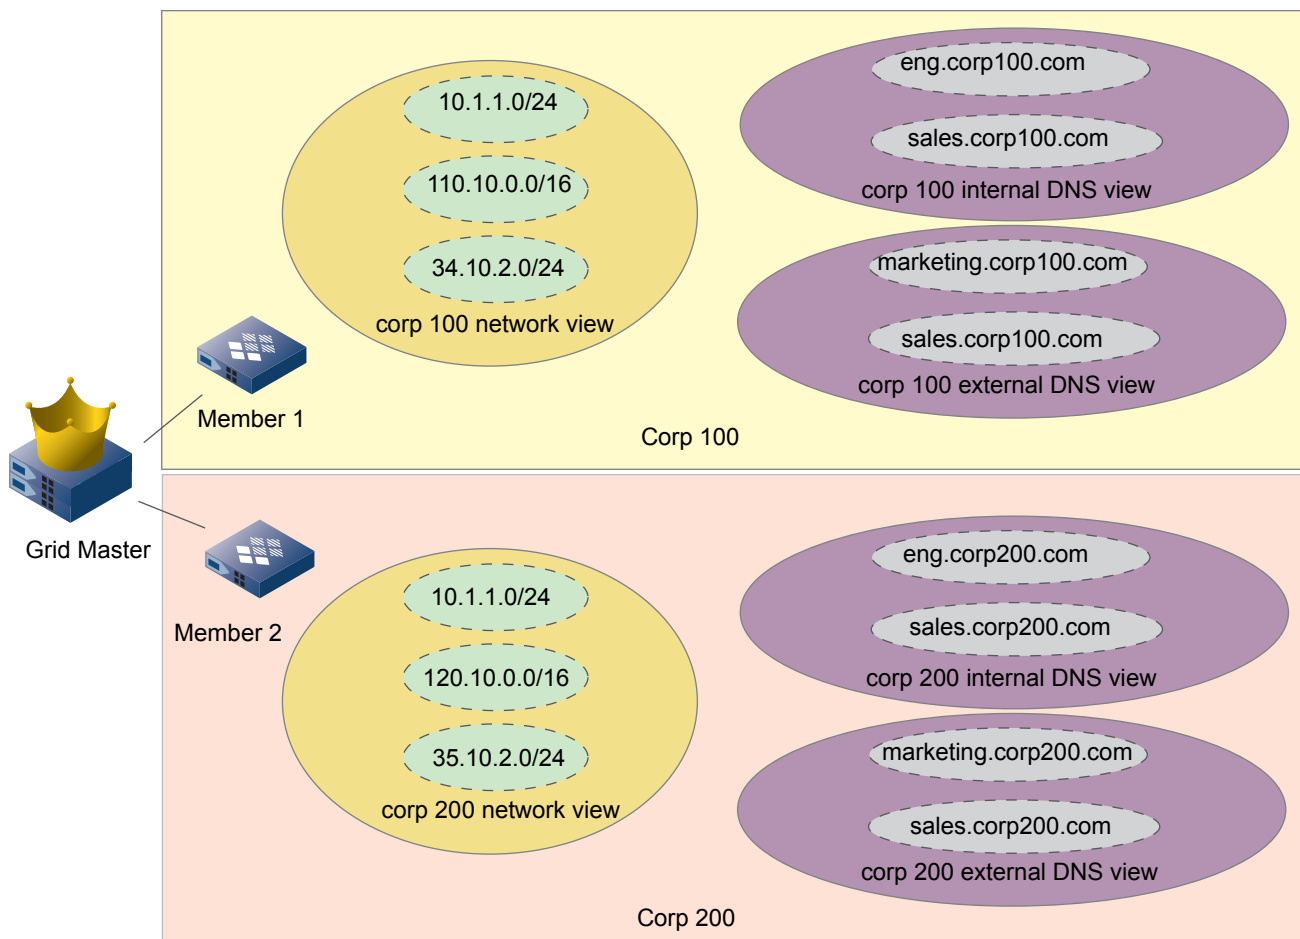 10.1.1.0/24
110.10.0.0/16
34.10.2.0/24
corp 100 network view
eng.corp100.com
sales.corp100.com
corp 100 internal DNS view
marketing.corp100.com
sales.corp100.com
corp 100 external DNS view
Member 1
Corp 100
Grid Master
Member 2
10.1.1.0/24
120.10.0.0/16
35.10.2.0/24
corp 200 network view
eng.corp200.com
sales.corp200.com
corp 200 internal DNS view
marketing.corp200.com
sales.corp200.com
corp 200 external DNS view
Corp 200